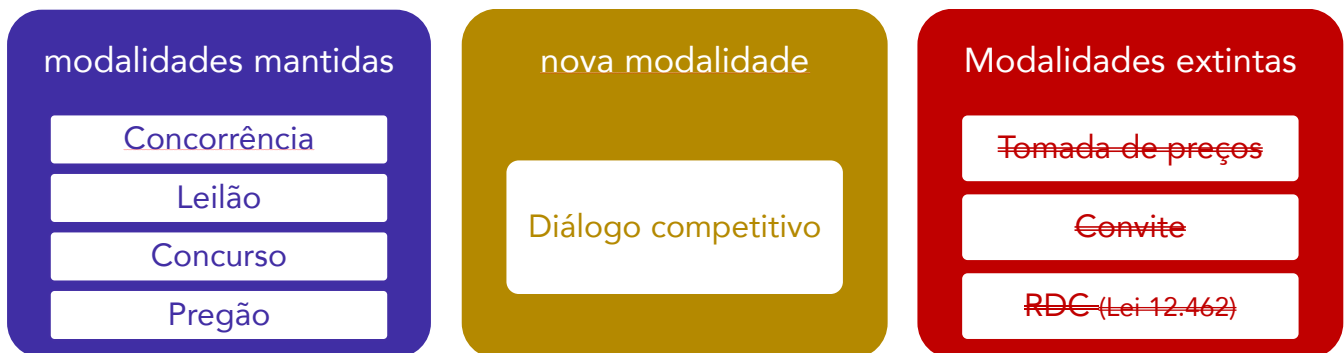 modalidades mantidas
Concorrência
Leilão
Concurso
Pregão
nova modalidade
Diálogo competitivo
Modalidades extintas
Tomada de preços
Convite
RDC (Lei 12.462)